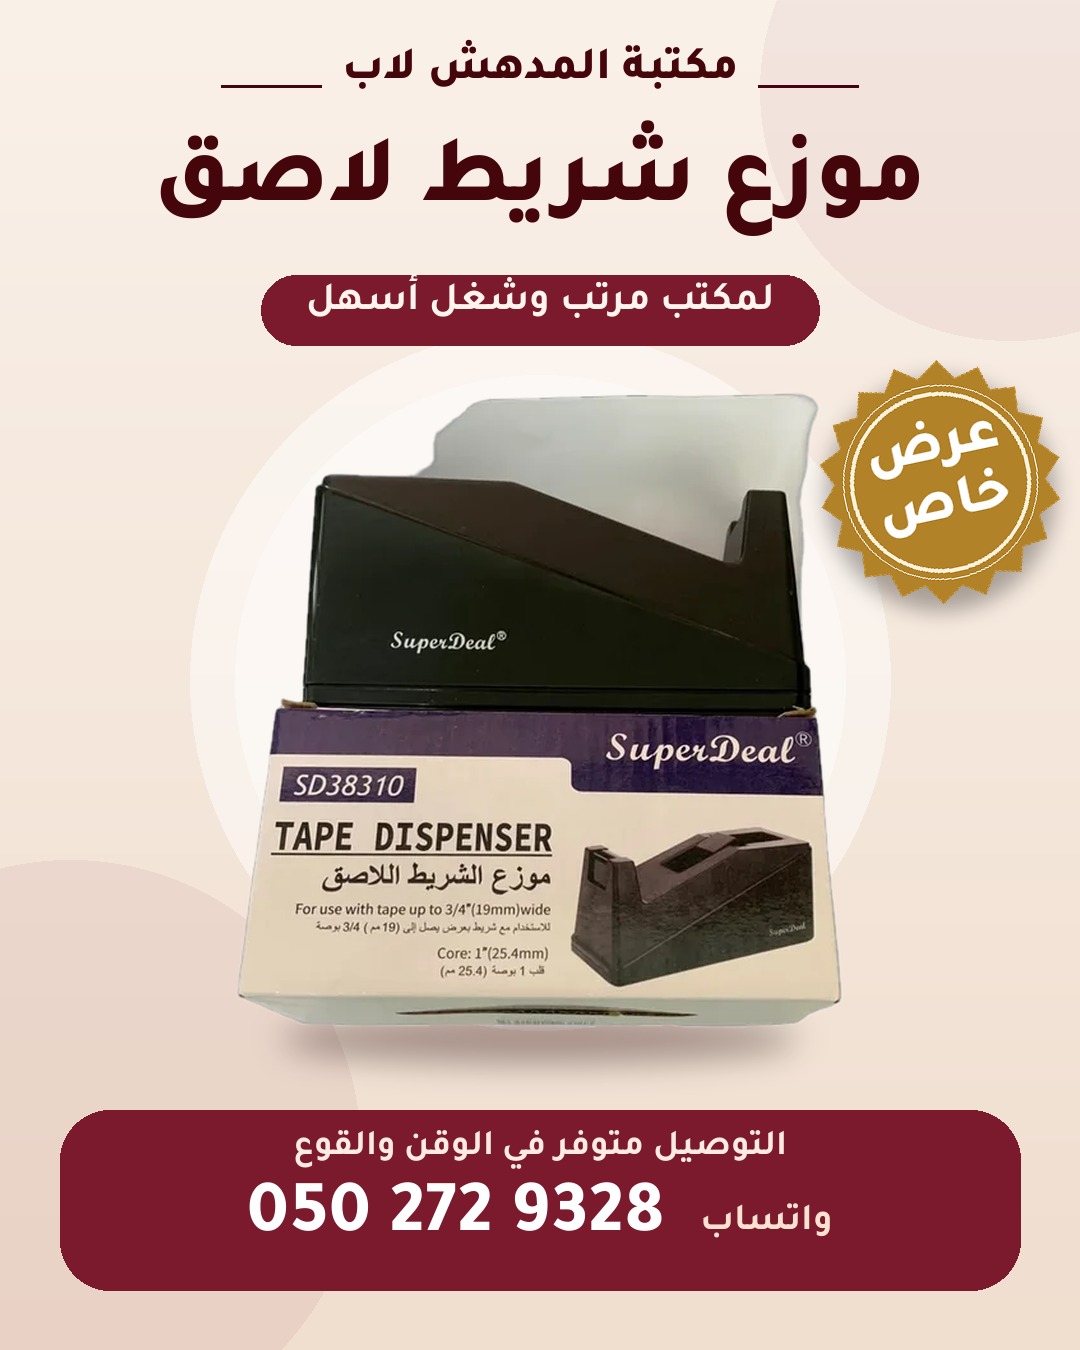 مكتبة المدهش لاب
موزع شريط لاصق
لمكتب مرتب وشغل أسهل
عرض
خاص
SuperDeal®
SuperDeal®
SD38310
TAPE DISPENSER
موزع الشريط اللاصق
For use with tape up to 3/4"(19mm)wide
للاستخدام مع شريط بعرض يصل إلى (19 مم ) 3/4 بوصة
Core: 1"(25.4mm)
قلب 1 بوصة (25.4 مم)
SuperDeal
التوصيل متوفر في الوقن والقوع
واتساب 050 272 9328